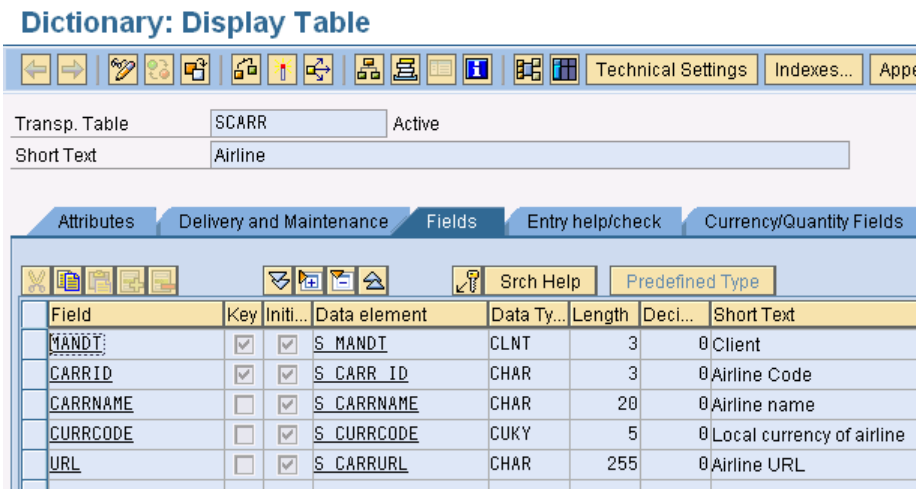 Dictionary: Display Table
Technical Settings Indexes... Appe
Transp. Table SCARR Active
Short Text Airline
Attributes Delivery and Maintenance Fields Entry help/check Currency/Quantity Fields
Srch Help Predefined Type
Field Key Initi... Data element Data Ty... Length Deci... Short Text
MANDT S_MANDT CLNT 3 0 Client
CARRID S_CARR_ID CHAR 3 0 Airline Code
CARRNAME S_CARRNAME CHAR 20 0 Airline name
CURRCODE S_CURRCODE CUKY 5 0 Local currency of airline
URL S_CARRURL CHAR 255 0 Airline URL